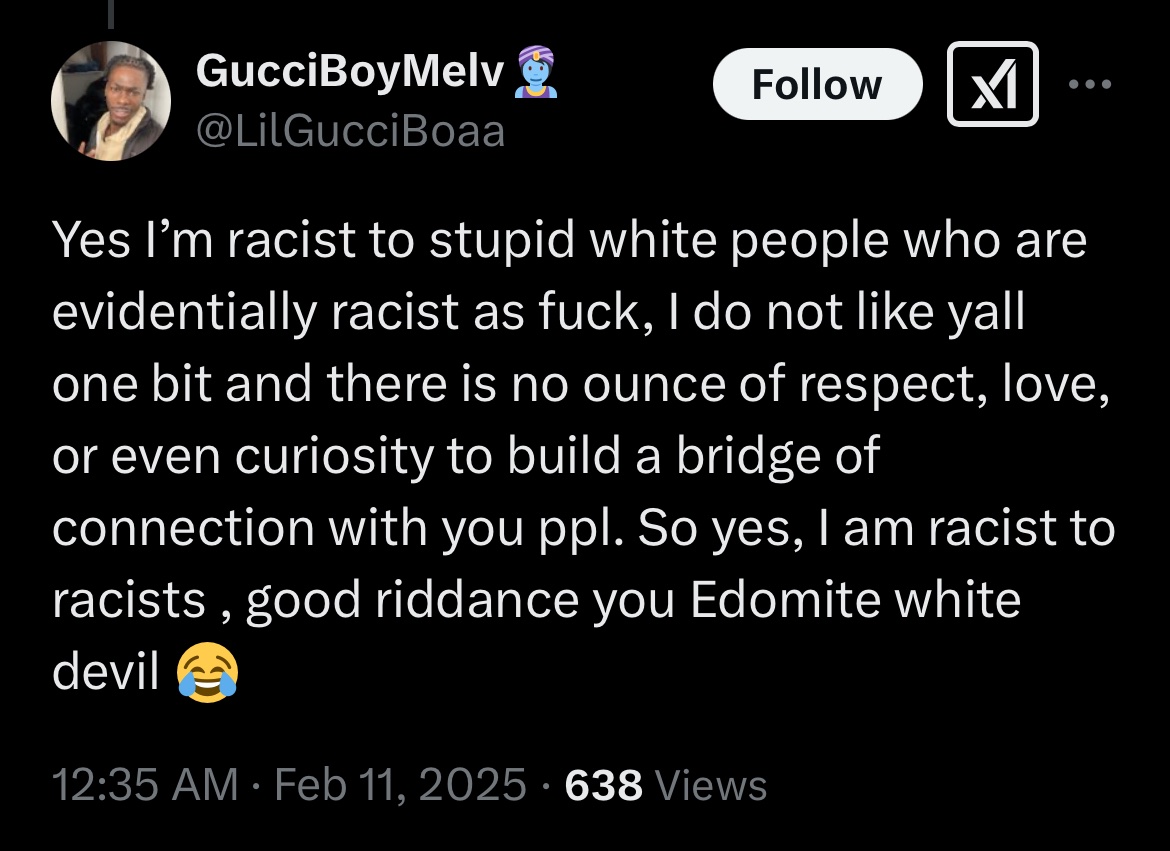 GucciBoyMelv
Follow
@LilGucciBoaa
Yes I’m racist to stupid white people who are
evidentially racist as fuck, I do not like yall
one bit and there is no ounce of respect, love,
or even curiosity to build a bridge of
connection with you ppl. So yes, I am racist to
racists , good riddance you Edomite white
devil 😂
12:35 AM · Feb 11, 2025 · 638 Views